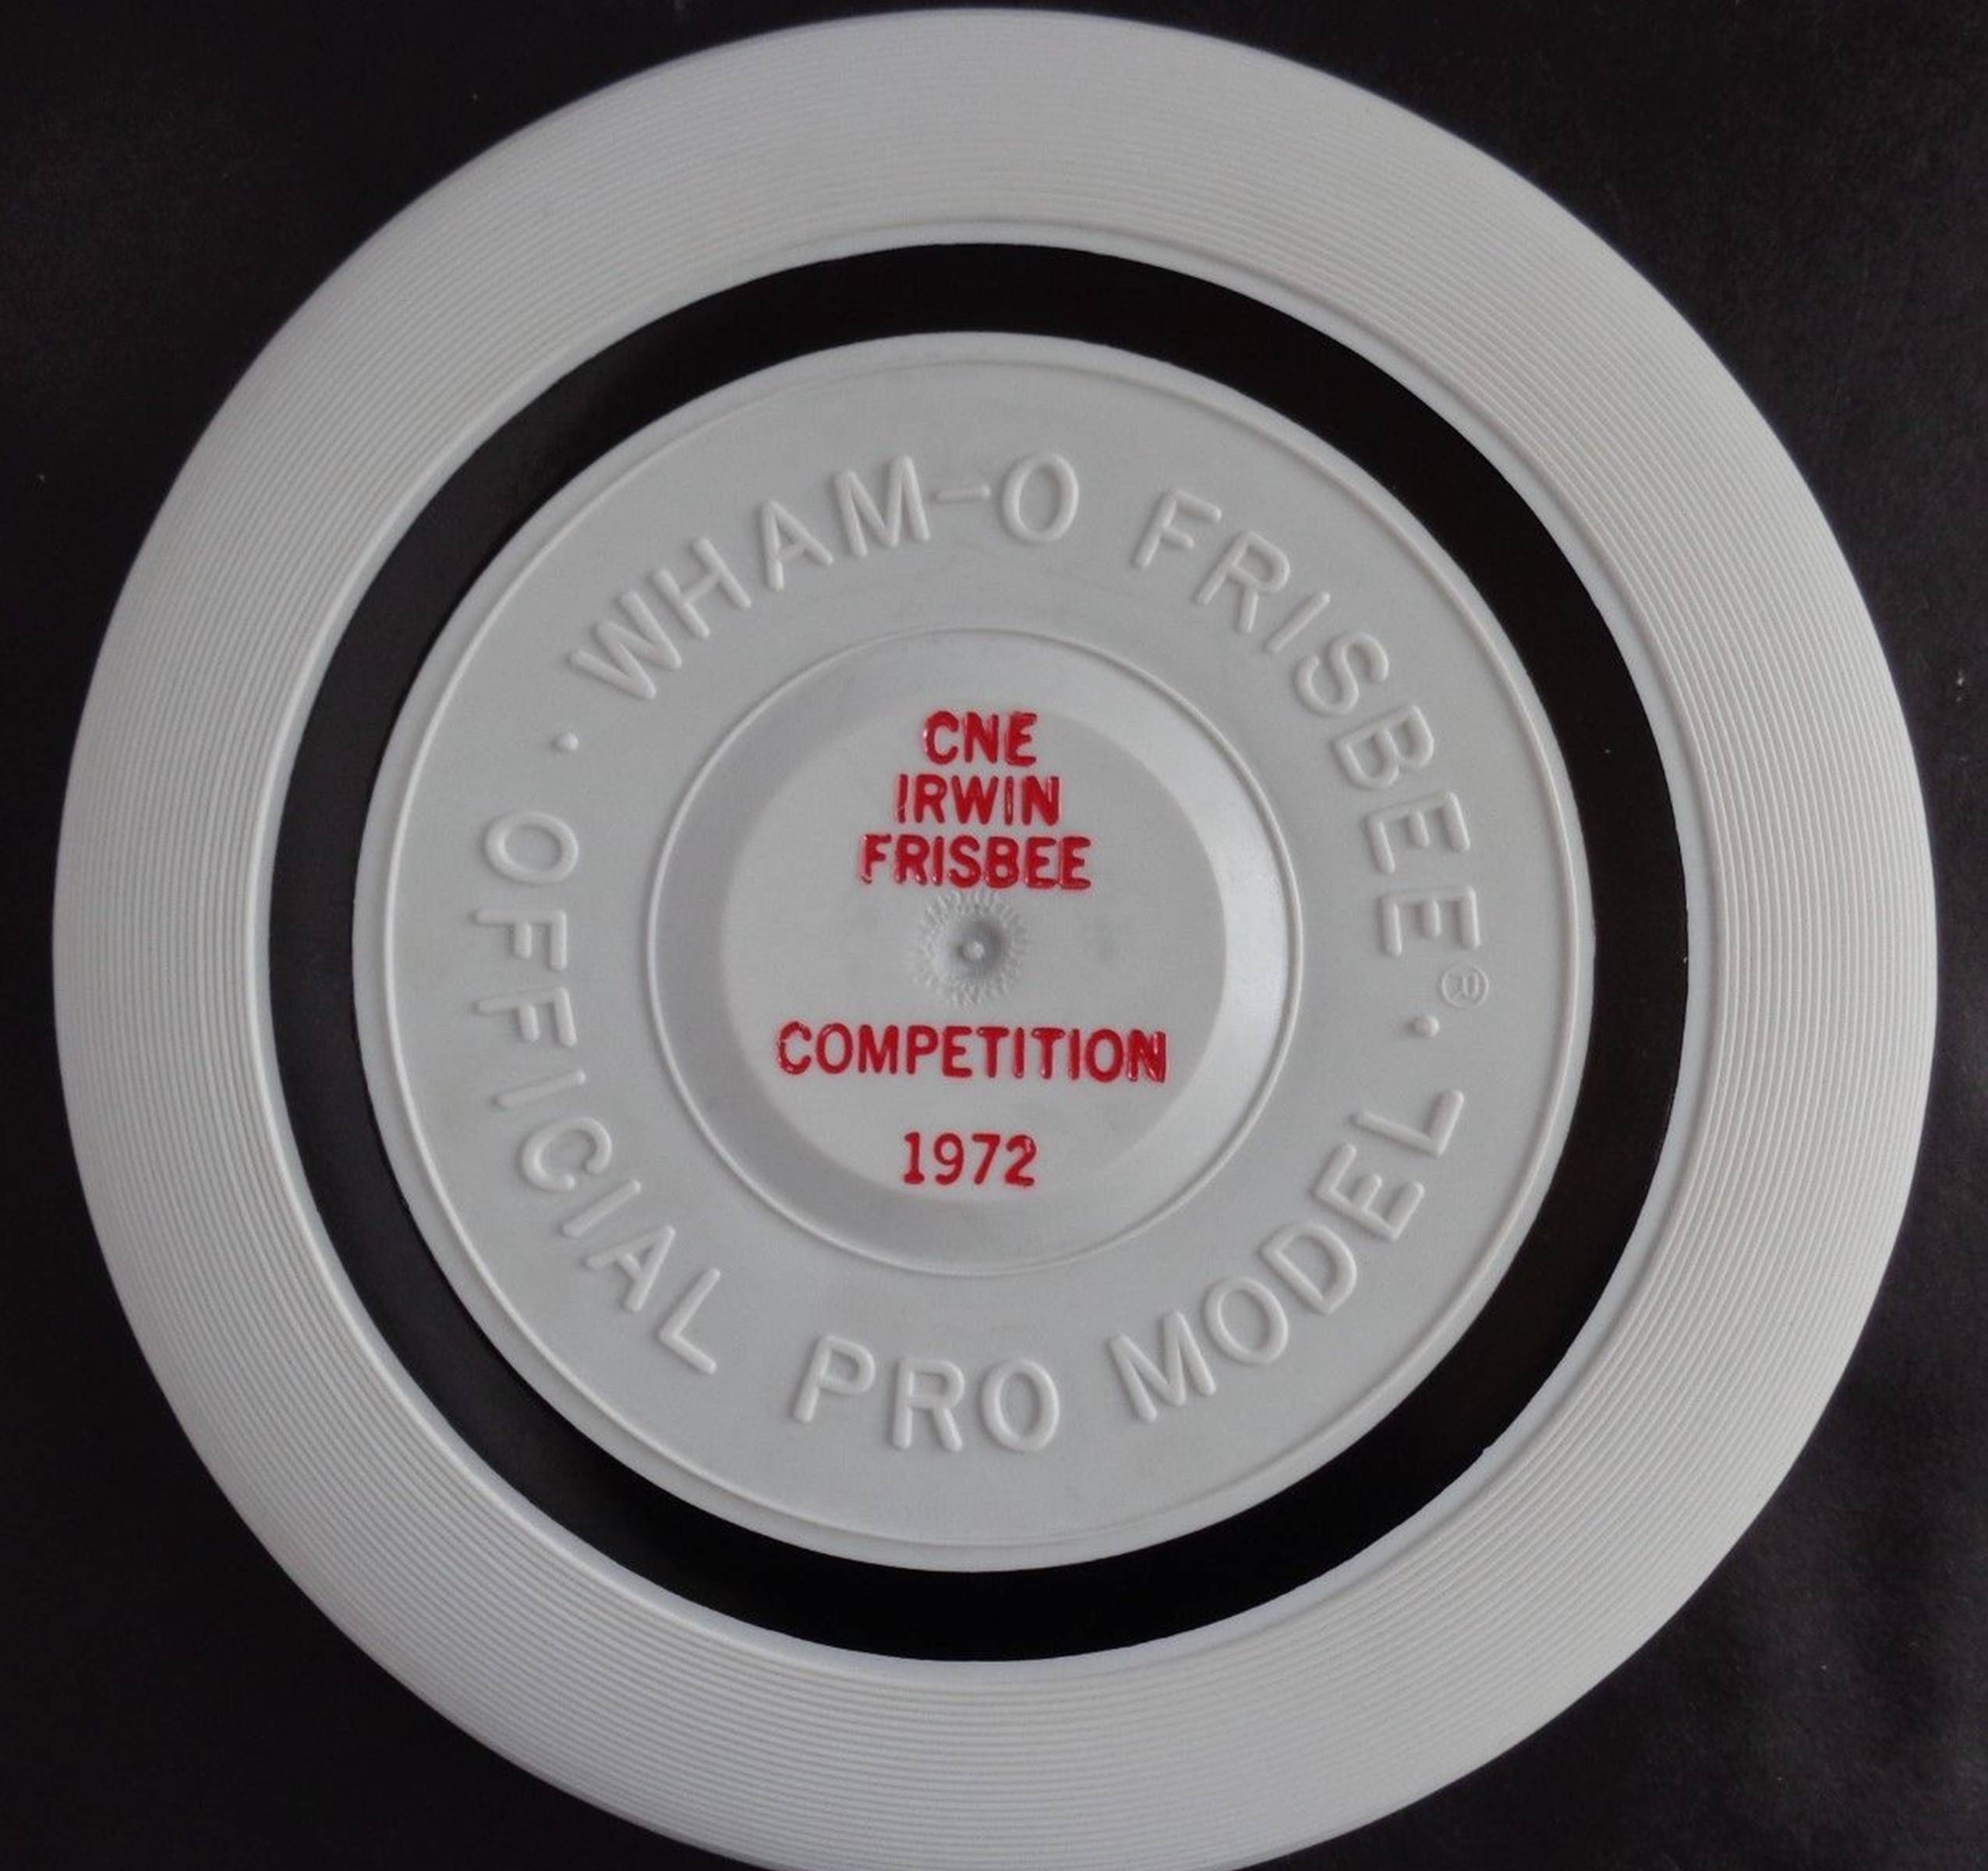 · WHAM-O FRISBEE® ·
OFFICIAL PRO MODEL
CNE
IRWIN
FRISBEE
COMPETITION
1972